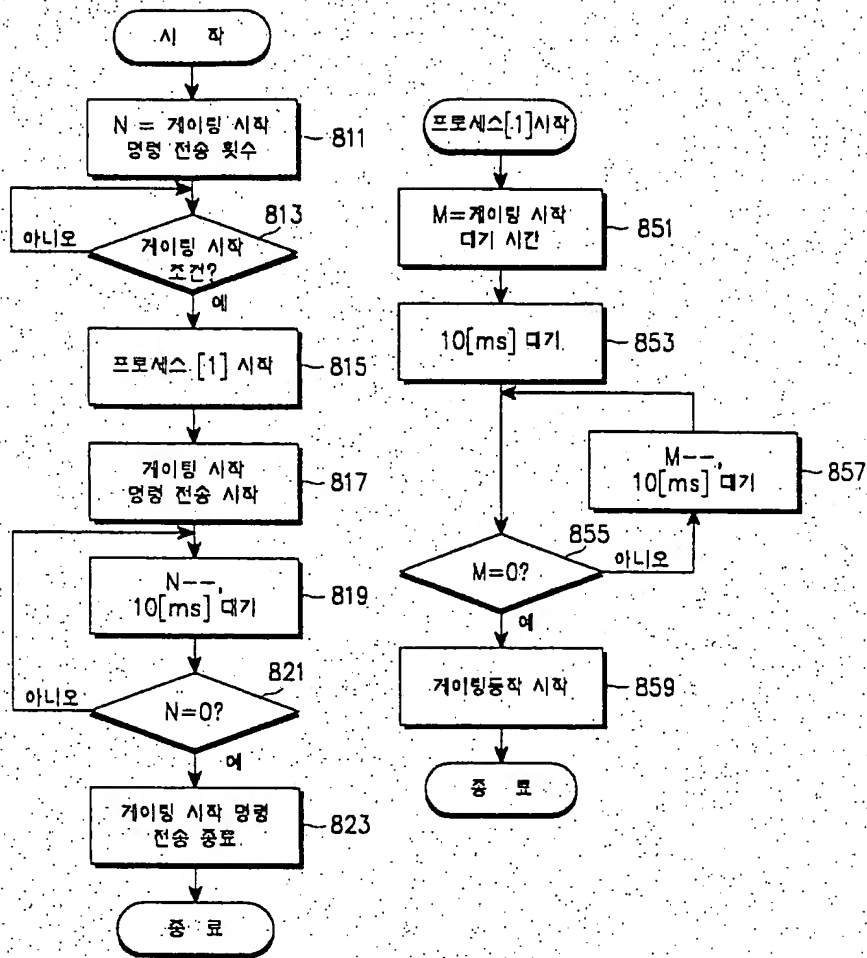 시 작
N = 게이팅 시작
명령 전송 횟수
811
813
아니오
게이팅 시작
조건?
예
프로세스 [1] 시작
815
게이팅 시작
명령 전송 시작
817
N--,
10[ms] 대기
819
821
아니오
N=0?
예
게이팅 시작 명령
전송 종료
823
종 료
프로세스[1]시작
M=게이팅 시작
대기 시간
851
10[ms] 대기
853
M--,
10[ms] 대기
857
855
M=0?
아니오
예
게이팅동작 시작
859
종 료